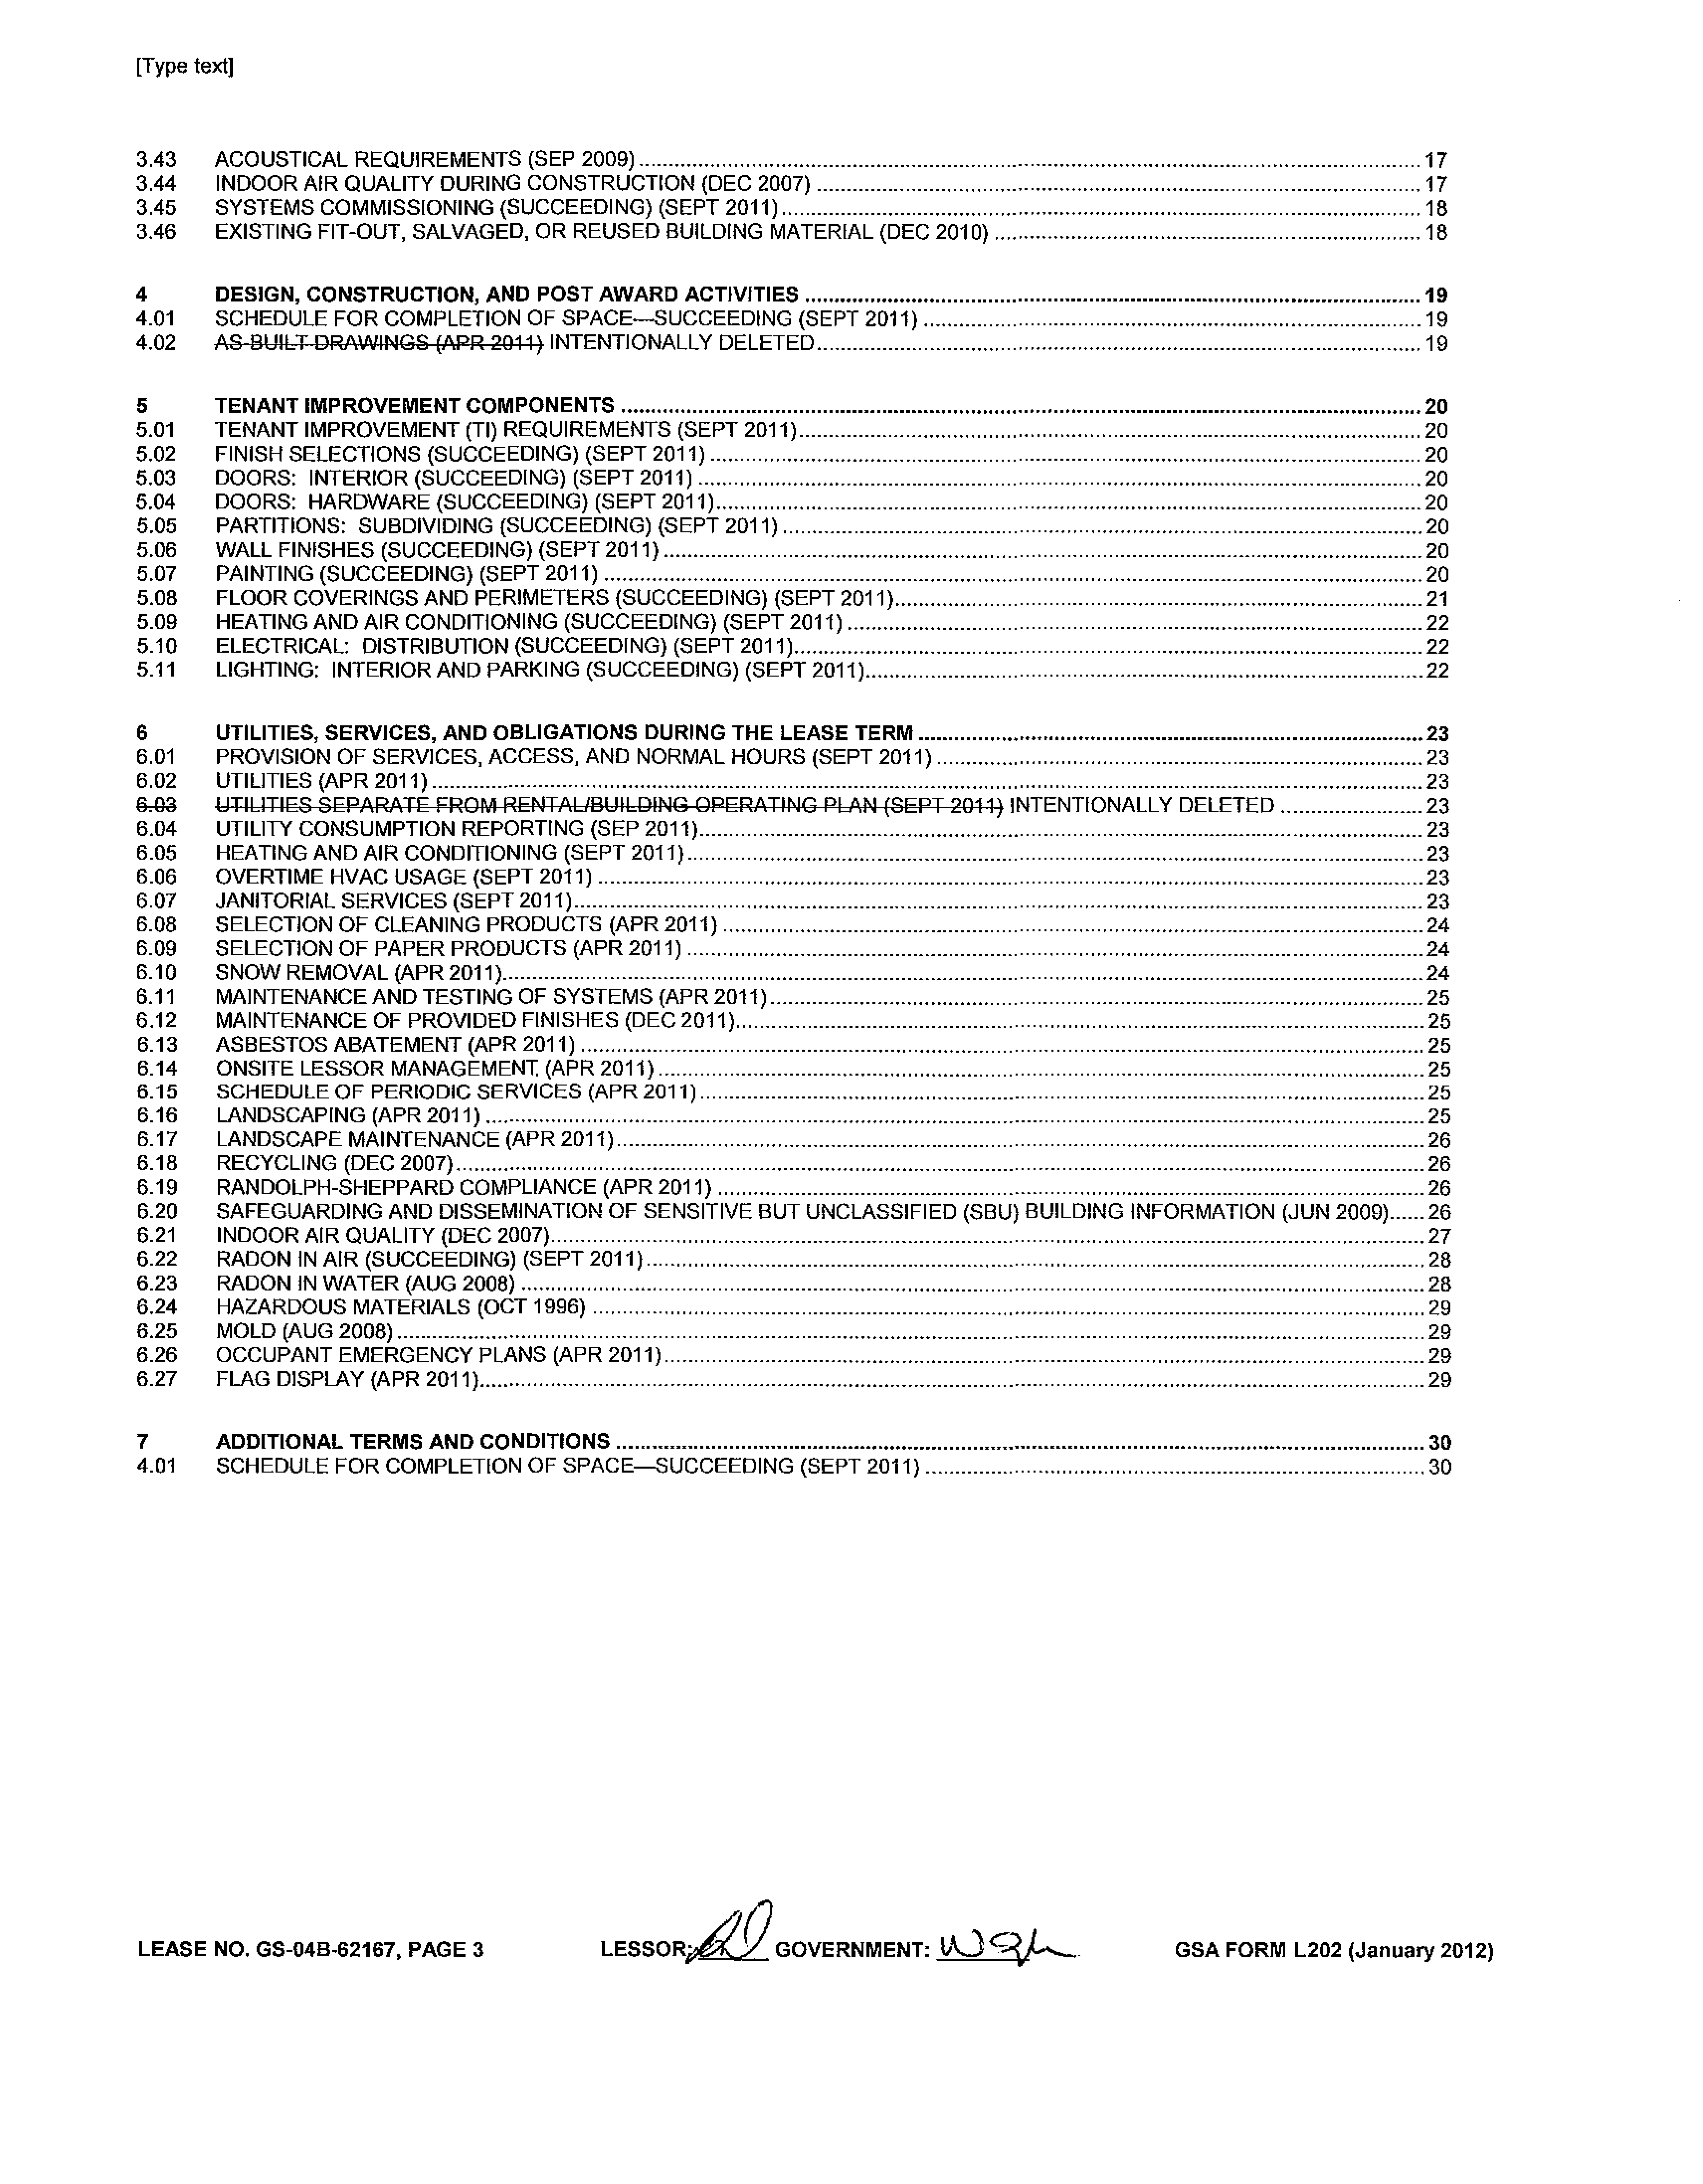 [Type text]
3.43 ACOUSTICAL REQUIREMENTS (SEP 2009) 17
3.44 INDOOR AIR QUALITY DURING CONSTRUCTION (DEC 2007) 17
3.45 SYSTEMS COMMISSIONING (SUCCEEDING) (SEPT 2011) 18
3.46 EXISTING FIT-OUT, SALVAGED, OR REUSED BUILDING MATERIAL (DEC 2010) 18
4 DESIGN, CONSTRUCTION, AND POST AWARD ACTIVITIES 19
4.01 SCHEDULE FOR COMPLETION OF SPACE—SUCCEEDING (SEPT 2011) 19
4.02 AS-BUILT DRAWINGS (APR 2011) INTENTIONALLY DELETED 19
5 TENANT IMPROVEMENT COMPONENTS 20
5.01 TENANT IMPROVEMENT (TI) REQUIREMENTS (SEPT 2011) 20
5.02 FINISH SELECTIONS (SUCCEEDING) (SEPT 2011) 20
5.03 DOORS: INTERIOR (SUCCEEDING) (SEPT 2011) 20
5.04 DOORS: HARDWARE (SUCCEEDING) (SEPT 2011) 20
5.05 PARTITIONS: SUBDIVIDING (SUCCEEDING) (SEPT 2011) 20
5.06 WALL FINISHES (SUCCEEDING) (SEPT 2011) 20
5.07 PAINTING (SUCCEEDING) (SEPT 2011) 20
5.08 FLOOR COVERINGS AND PERIMETERS (SUCCEEDING) (SEPT 2011) 21
5.09 HEATING AND AIR CONDITIONING (SUCCEEDING) (SEPT 2011) 22
5.10 ELECTRICAL: DISTRIBUTION (SUCCEEDING) (SEPT 2011) 22
5.11 LIGHTING: INTERIOR AND PARKING (SUCCEEDING) (SEPT 2011) 22
6 UTILITIES, SERVICES, AND OBLIGATIONS DURING THE LEASE TERM 23
6.01 PROVISION OF SERVICES, ACCESS, AND NORMAL HOURS (SEPT 2011) 23
6.02 UTILITIES (APR 2011) 23
6.03 UTILITIES SEPARATE FROM RENTAL/BUILDING OPERATING PLAN (SEPT 2011) INTENTIONALLY DELETED 23
6.04 UTILITY CONSUMPTION REPORTING (SEP 2011) 23
6.05 HEATING AND AIR CONDITIONING (SEPT 2011) 23
6.06 OVERTIME HVAC USAGE (SEPT 2011) 23
6.07 JANITORIAL SERVICES (SEPT 2011) 23
6.08 SELECTION OF CLEANING PRODUCTS (APR 2011) 24
6.09 SELECTION OF PAPER PRODUCTS (APR 2011) 24
6.10 SNOW REMOVAL (APR 2011) 24
6.11 MAINTENANCE AND TESTING OF SYSTEMS (APR 2011) 25
6.12 MAINTENANCE OF PROVIDED FINISHES (DEC 2011) 25
6.13 ASBESTOS ABATEMENT (APR 2011) 25
6.14 ONSITE LESSOR MANAGEMENT (APR 2011) 25
6.15 SCHEDULE OF PERIODIC SERVICES (APR 2011) 25
6.16 LANDSCAPING (APR 2011) 25
6.17 LANDSCAPE MAINTENANCE (APR 2011) 26
6.18 RECYCLING (DEC 2007) 26
6.19 RANDOLPH-SHEPPARD COMPLIANCE (APR 2011) 26
6.20 SAFEGUARDING AND DISSEMINATION OF SENSITIVE BUT UNCLASSIFIED (SBU) BUILDING INFORMATION (JUN 2009) 26
6.21 INDOOR AIR QUALITY (DEC 2007) 27
6.22 RADON IN AIR (SUCCEEDING) (SEPT 2011) 28
6.23 RADON IN WATER (AUG 2008) 28
6.24 HAZARDOUS MATERIALS (OCT 1996) 29
6.25 MOLD (AUG 2008) 29
6.26 OCCUPANT EMERGENCY PLANS (APR 2011) 29
6.27 FLAG DISPLAY (APR 2011) 29
7 ADDITIONAL TERMS AND CONDITIONS 30
4.01 SCHEDULE FOR COMPLETION OF SPACE—SUCCEEDING (SEPT 2011) 30
LEASE NO. GS-04B-62167, PAGE 3 LESSOR: GOVERNMENT: GSA FORM L202 (January 2012)